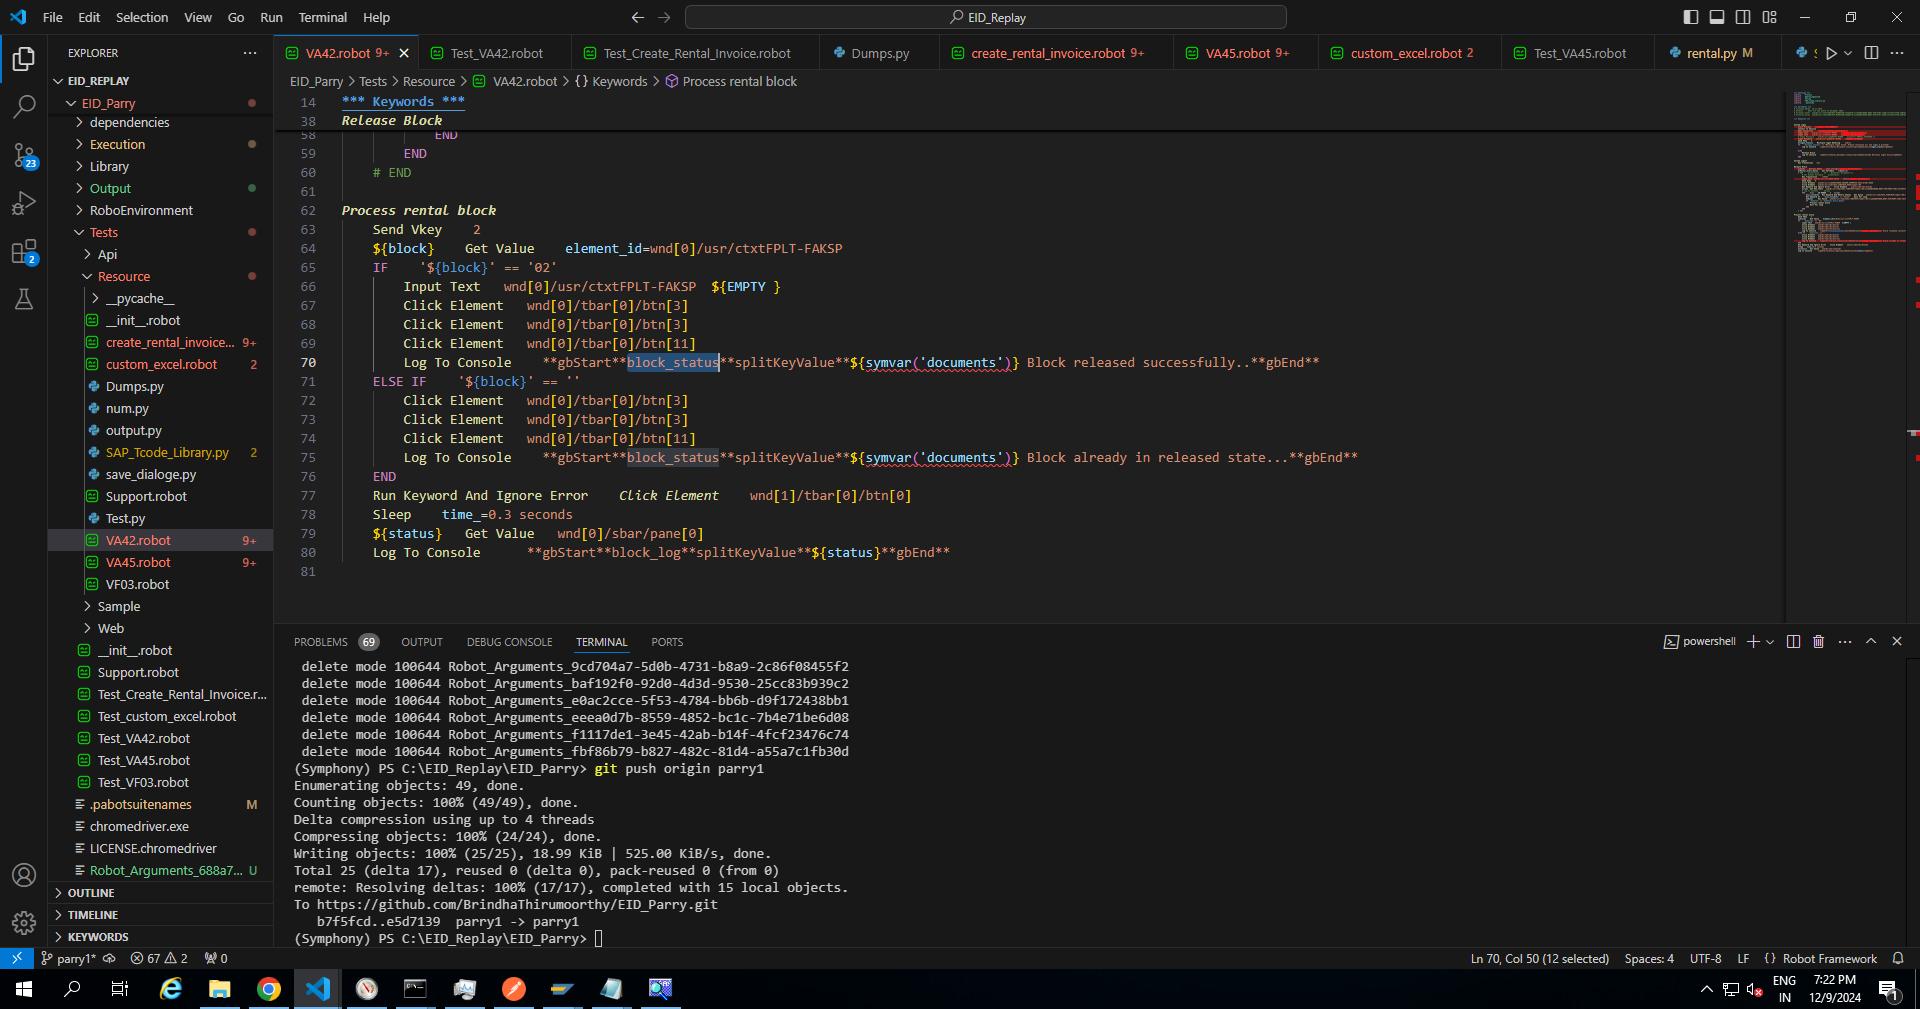 File Edit Selection View Go Run Terminal Help
EID_Replay
EXPLORER
VA42.robot 9+
Test_VA42.robot
Test_Create_Rental_Invoice.robot
Dumps.py
create_rental_invoice.robot 9+
VA45.robot 9+
custom_excel.robot 2
Test_VA45.robot
rental.py M
EID_Parry > Tests > Resource > VA42.robot > {} Keywords > Process rental block
EID_REPLAY
EID_Parry
dependencies
Execution
Library
Output
RoboEnvironment
Tests
Api
Resource
__pycache__
__init__.robot
create_rental_invoice... 9+
custom_excel.robot 2
Dumps.py
num.py
output.py
SAP_Tcode_Library.py 2
save_dialoge.py
Support.robot
Test.py
VA42.robot 9+
VA45.robot 9+
VF03.robot
Sample
Web
__init__.robot
Support.robot
Test_Create_Rental_Invoice.r...
Test_custom_excel.robot
Test_VA42.robot
Test_VA45.robot
Test_VF03.robot
.pabotsuitenames M
chromedriver.exe
LICENSE.chromedriver
Robot_Arguments_688a7... U
OUTLINE
TIMELINE
KEYWORDS
14 *** Keywords ***
38 Release Block
58 END
59 END
60 # END
61
62 Process rental block
63 Send Vkey 2
64 ${block} Get Value element_id=wnd[0]/usr/ctxtFPLT-FAKSP
65 IF '${block}' == '02'
66 Input Text wnd[0]/usr/ctxtFPLT-FAKSP ${EMPTY }
67 Click Element wnd[0]/tbar[0]/btn[3]
68 Click Element wnd[0]/tbar[0]/btn[3]
69 Click Element wnd[0]/tbar[0]/btn[11]
70 Log To Console **gbStart**block_status**splitKeyValue**${symvar('documents')} Block released successfully..**gbEnd**
71 ELSE IF '${block}' == ''
72 Click Element wnd[0]/tbar[0]/btn[3]
73 Click Element wnd[0]/tbar[0]/btn[3]
74 Click Element wnd[0]/tbar[0]/btn[11]
75 Log To Console **gbStart**block_status**splitKeyValue**${symvar('documents')} Block already in released state...**gbEnd**
76 END
77 Run Keyword And Ignore Error Click Element wnd[1]/tbar[0]/btn[0]
78 Sleep time_=0.3 seconds
79 ${status} Get Value wnd[0]/sbar/pane[0]
80 Log To Console **gbStart**block_log**splitKeyValue**${status}**gbEnd**
81
PROBLEMS 69 OUTPUT DEBUG CONSOLE TERMINAL PORTS
powershell
delete mode 100644 Robot_Arguments_9cd704a7-5d0b-4731-b8a9-2c86f08455f2
delete mode 100644 Robot_Arguments_baf192f0-92d0-4d3d-9530-25cc83b939c2
delete mode 100644 Robot_Arguments_e0ac2cce-5f53-4784-bb6b-d9f172438bb1
delete mode 100644 Robot_Arguments_eeea0d7b-8559-4852-bc1c-7b4e71be6d08
delete mode 100644 Robot_Arguments_f1117de1-3e45-42ab-b14f-4fcf23476c74
delete mode 100644 Robot_Arguments_fbf86b79-b827-482c-81d4-a55a7c1fb30d
(Symphony) PS C:\EID_Replay\EID_Parry> git push origin parry1
Enumerating objects: 49, done.
Counting objects: 100% (49/49), done.
Delta compression using up to 4 threads
Compressing objects: 100% (24/24), done.
Writing objects: 100% (25/25), 18.99 KiB | 525.00 KiB/s, done.
Total 25 (delta 17), reused 0 (delta 0), pack-reused 0 (from 0)
remote: Resolving deltas: 100% (17/17), completed with 15 local objects.
To https://github.com/BrindhaThirumoorthy/EID_Parry.git
b7f5fcd..e5d7139 parry1 -> parry1
(Symphony) PS C:\EID_Replay\EID_Parry>
23
2
parry1* 67 2 0
Ln 70, Col 50 (12 selected) Spaces: 4 UTF-8 LF {} Robot Framework
ENG
IN
7:22 PM
12/9/2024
1